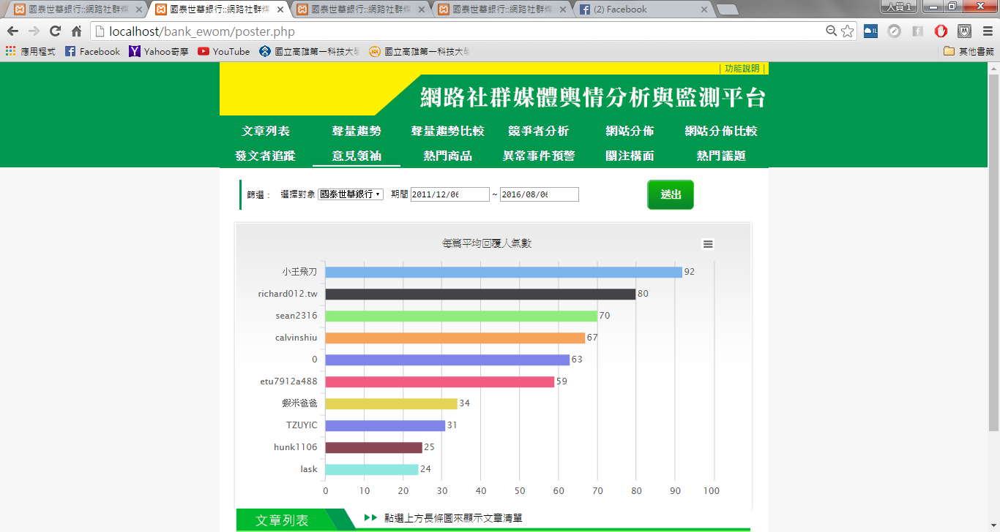 國泰世華銀行::網路社群媒 國泰世華銀行::網路社群媒 國泰世華銀行::網路社群媒 國泰世華銀行::網路社群媒 (2) Facebook 人員 1
localhost/bank_ewom/poster.php
應用程式 Facebook Yahoo奇摩 YouTube 國立高雄第一科技大學 國立高雄第一科技大學 其他書籤
| 功能說明 |
網路社群媒體輿情分析與監測平台
文章列表 聲量趨勢 聲量趨勢比較 競爭者分析 網站分佈 網站分佈比較
發文者追蹤 意見領袖 熱門商品 異常事件預警 關注構面 熱門議題
篩選： 選擇對象 國泰世華銀行 期間 2011/12/06 ~ 2016/08/06 送出
每篇平均回覆人氣數
小王飛刀 92
richard012.tw 80
sean2316 70
calvinshiu 67
0 63
etu7912a488 59
蝦米爸爸 34
TZUYIC 31
hunk1106 25
lask 24
0 10 20 30 40 50 60 70 80 90 100
文章列表 點選上方長條圖來顯示文章清單